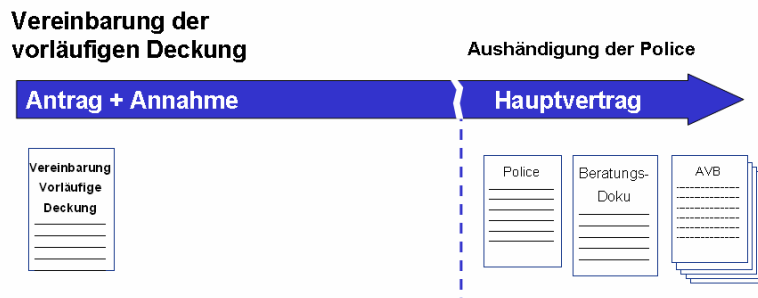 Vereinbarung der
vorläufigen Deckung
Aushändigung der Police
Antrag + Annahme
Hauptvertrag
Vereinbarung
Vorläufige
Deckung
Police
Beratungs-
Doku
AVB